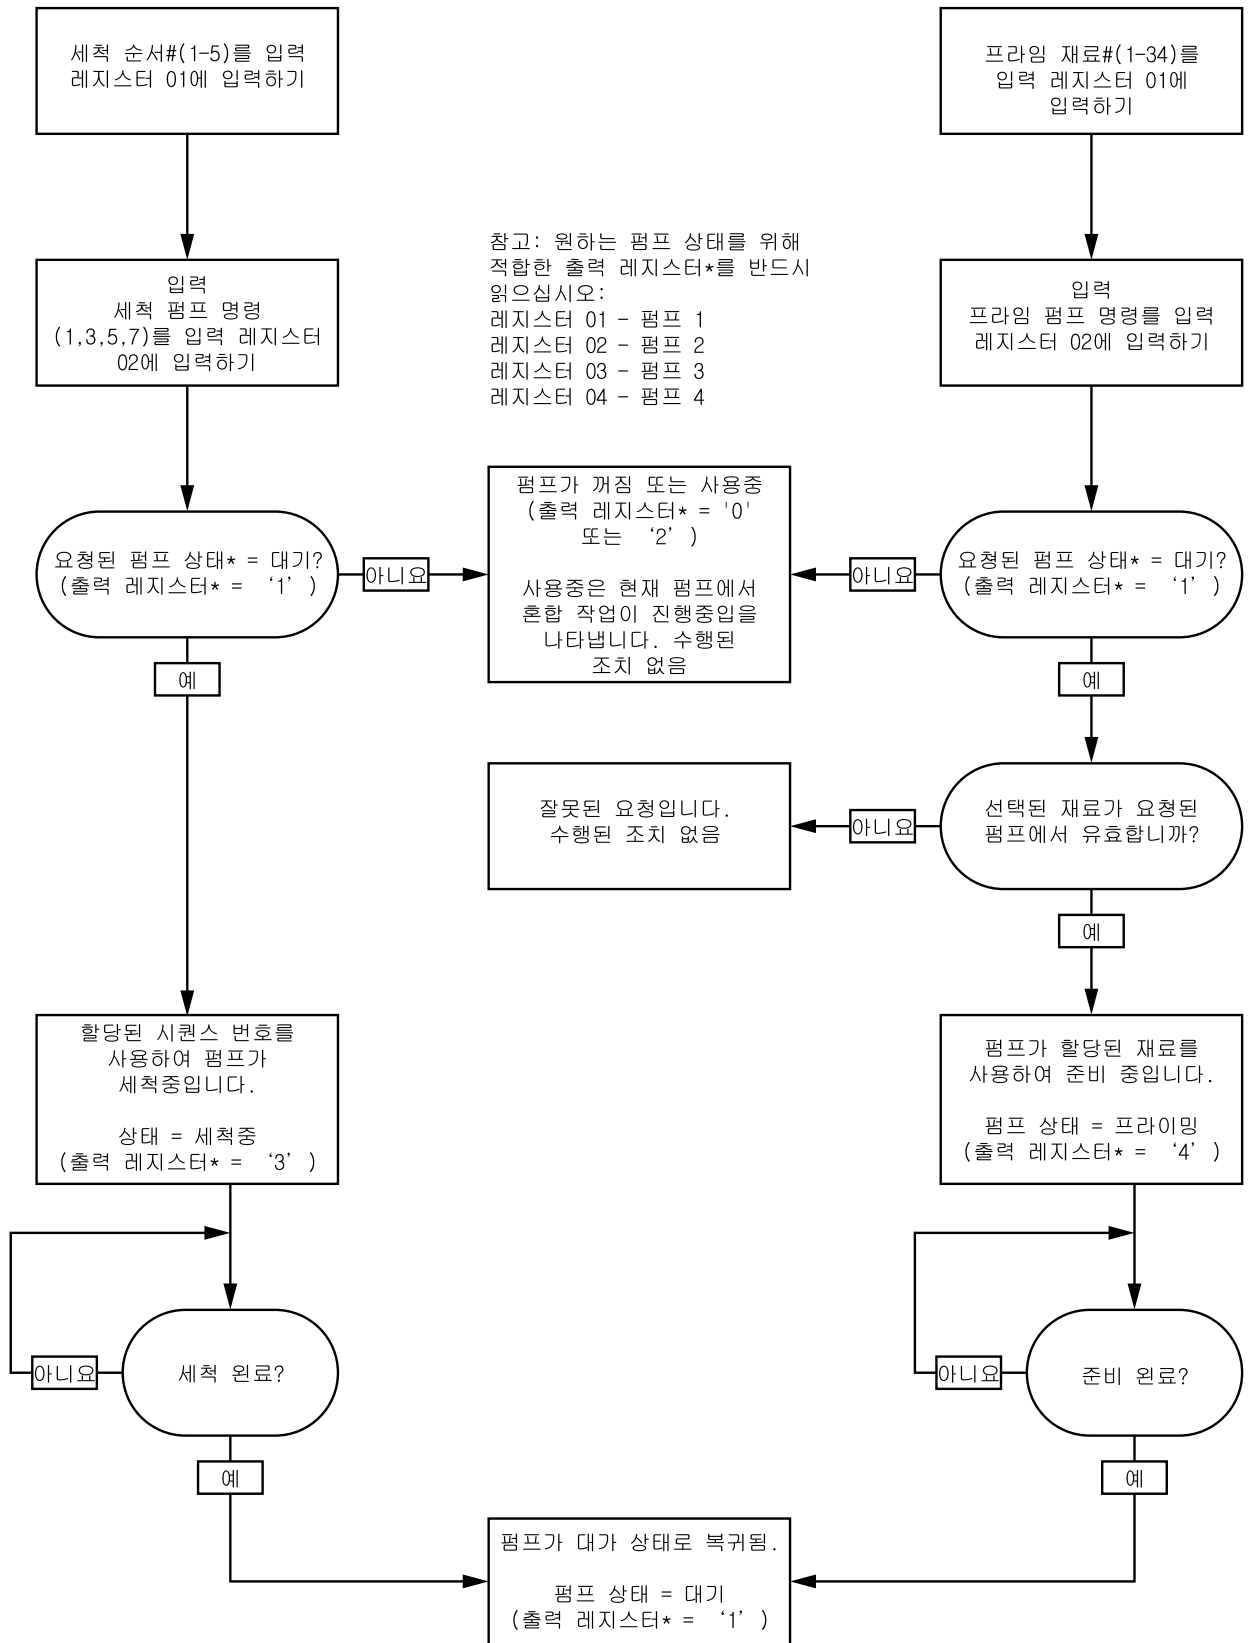 세척 순서#(1-5)를 입력
레지스터 01에 입력하기
프라임 재료#(1-34)를
입력 레지스터 01에
입력하기
참고: 원하는 펌프 상태를 위해
적합한 출력 레지스터*를 반드시
읽으십시오:
레지스터 01 - 펌프 1
레지스터 02 - 펌프 2
레지스터 03 - 펌프 3
레지스터 04 - 펌프 4
입력
세척 펌프 명령
(1,3,5,7)를 입력 레지스터
02에 입력하기
입력
프라임 펌프 명령를 입력
레지스터 02에 입력하기
요청된 펌프 상태* = 대기?
(출력 레지스터* = ‘1’)
아니요
펌프가 꺼짐 또는 사용중
(출력 레지스터* = '0'
또는 ‘2’)
사용중은 현재 펌프에서
혼합 작업이 진행중입을
나타냅니다. 수행된
조치 없음
아니요
요청된 펌프 상태* = 대기?
(출력 레지스터* = ‘1’)
예
예
잘못된 요청입니다.
수행된 조치 없음
아니요
선택된 재료가 요청된
펌프에서 유효합니까?
예
할당된 시퀀스 번호를
사용하여 펌프가
세척중입니다.
상태 = 세척중
(출력 레지스터* = ‘3’)
펌프가 할당된 재료를
사용하여 준비 중입니다.
펌프 상태 = 프라이밍
(출력 레지스터* = ‘4’)
아니요
세척 완료?
아니요
준비 완료?
예
예
펌프가 대가 상태로 복귀됨.
펌프 상태 = 대기
(출력 레지스터* = ‘1’)